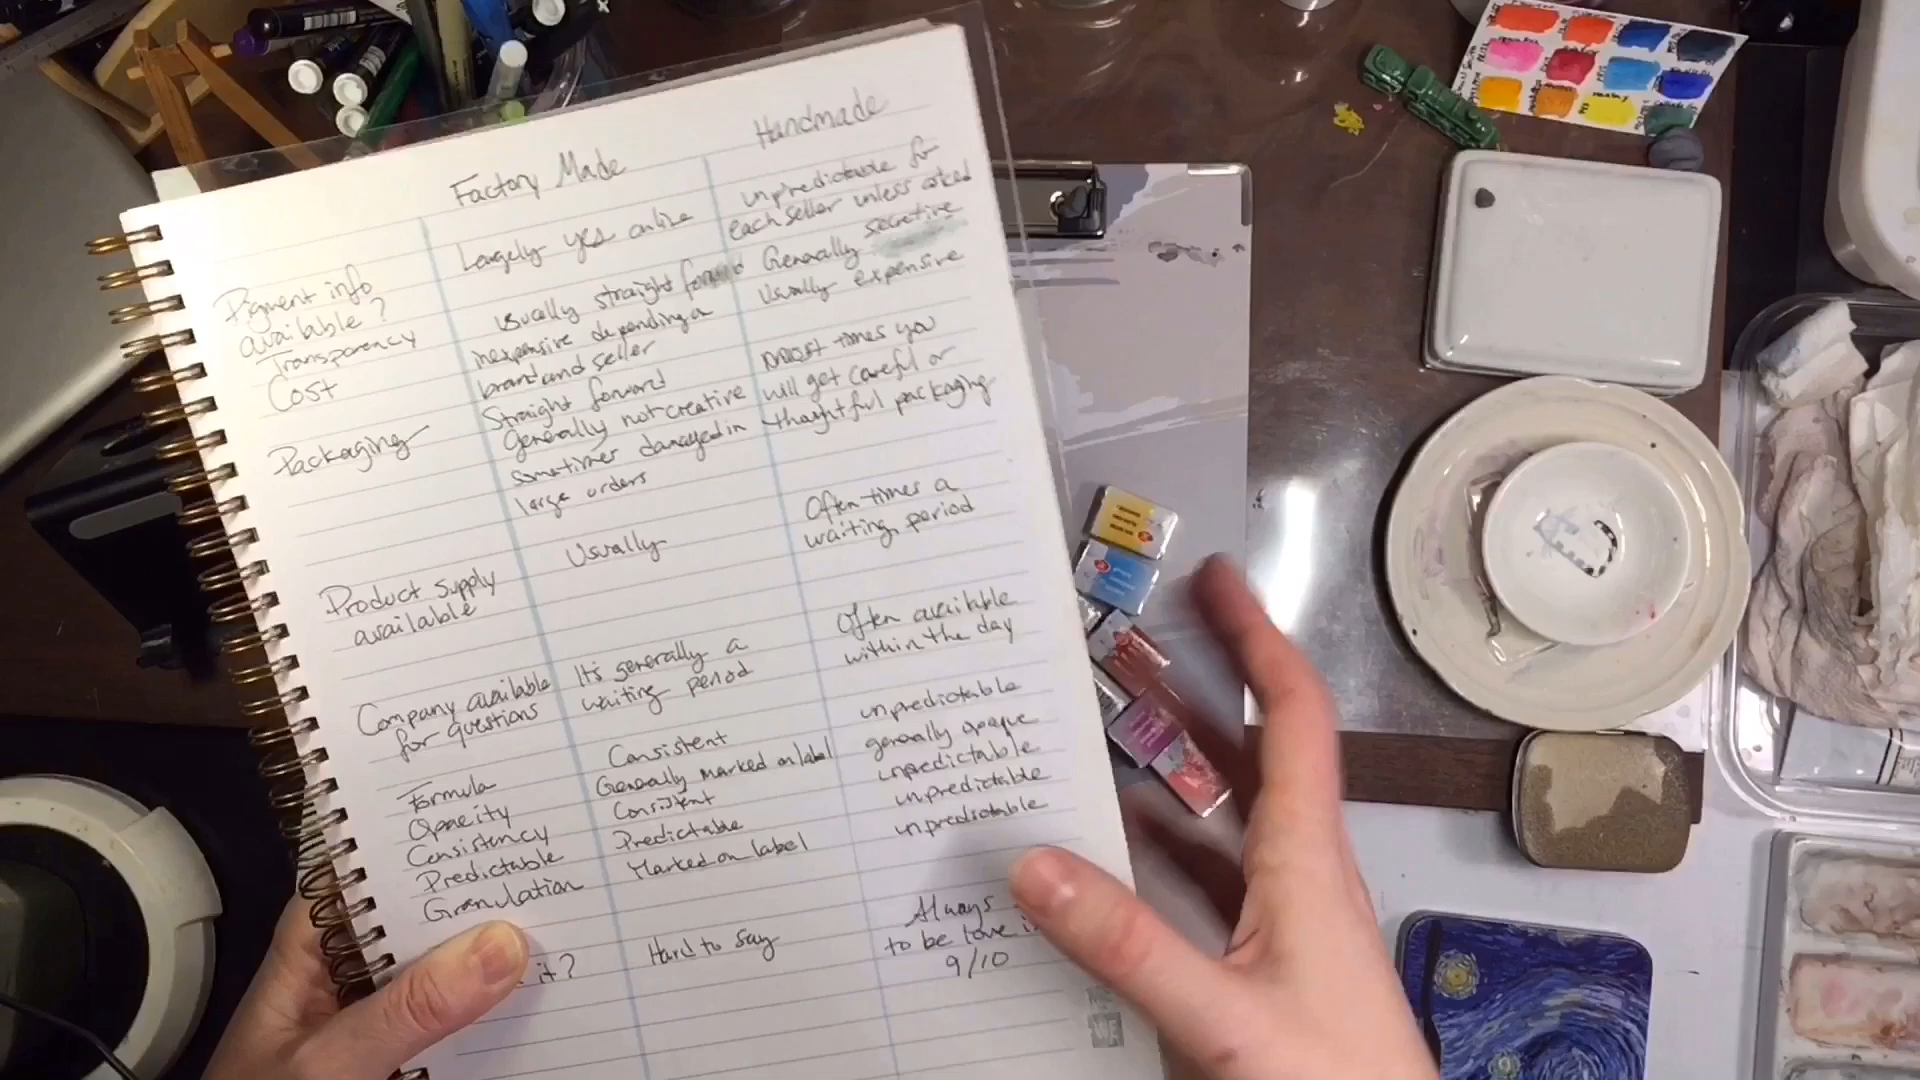 Factory Made
Handmade
Pigment info
available?
Largely yes online
unpredictable for
each seller unless asked
Transparency
usually straight forward
Generally secretive
Cost
inexpensive depending on
brand and seller
Usually expensive
Packaging
Straight forward
Generally not creative
sometimes damaged in
large orders
most times you
will get careful or
thoughtful packaging
Product supply
available
Usually
Often times a
waiting period
Company available
for questions
It's generally a
waiting period
Often available
within the day
Formula
Consistent
unpredictable
Opacity
Generally Marked on label
generally opaque
Consistency
Consistent
unpredictable
Predictable
Predictable
unpredictable
Granulation
Marked on label
unpredictable
it?
Hard to say
Always
to be love
9/10